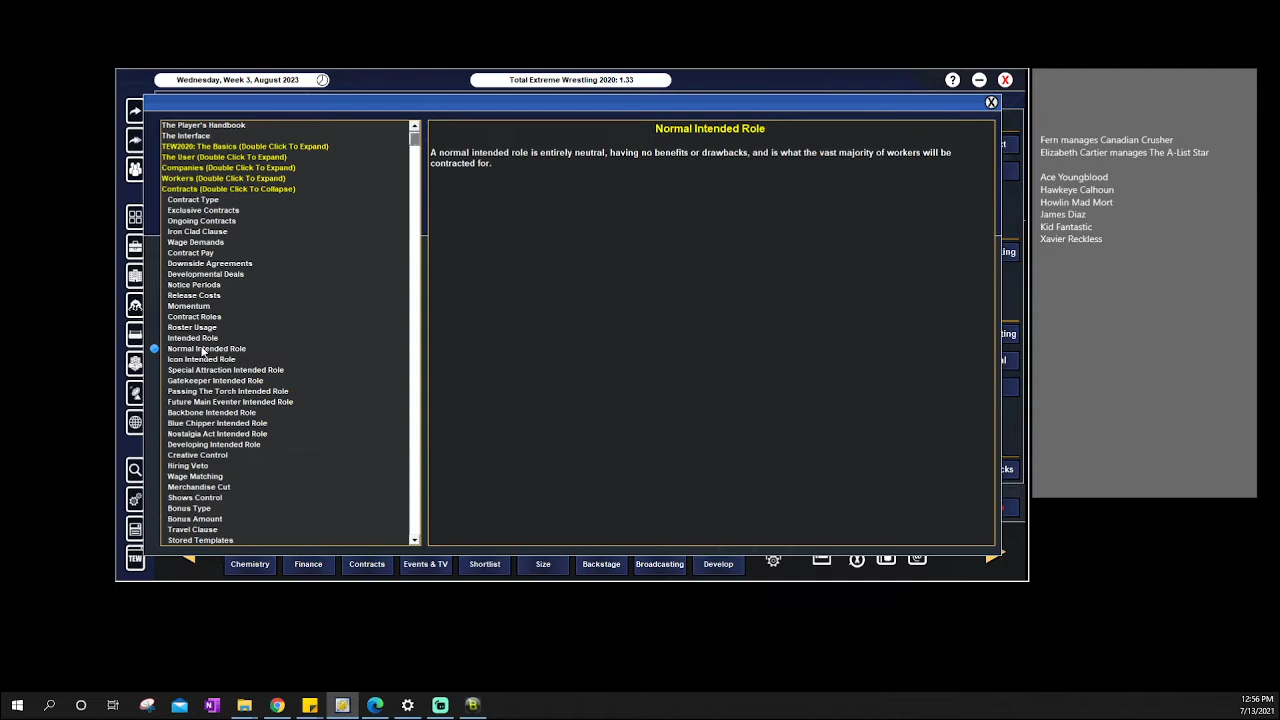 Wednesday, Week 3, August 2023
Total Extreme Wrestling 2020: 1.33
?
X
X
The Player's Handbook
The Interface
TEW2020: The Basics (Double Click To Expand)
The User (Double Click To Expand)
Companies (Double Click To Expand)
Workers (Double Click To Expand)
Contracts (Double Click To Collapse)
Contract Type
Exclusive Contracts
Ongoing Contracts
Iron Clad Clause
Wage Demands
Contract Pay
Downside Agreements
Developmental Deals
Notice Periods
Release Costs
Momentum
Contract Roles
Roster Usage
Intended Role
Normal Intended Role
Icon Intended Role
Special Attraction Intended Role
Gatekeeper Intended Role
Passing The Torch Intended Role
Future Main Eventer Intended Role
Backbone Intended Role
Blue Chipper Intended Role
Nostalgia Act Intended Role
Developing Intended Role
Creative Control
Hiring Veto
Wage Matching
Merchandise Cut
Shows Control
Bonus Type
Bonus Amount
Travel Clause
Stored Templates
Normal Intended Role
A normal intended role is entirely neutral, having no benefits or drawbacks, and is what the vast majority of workers will be
contracted for.
Fern manages Canadian Crusher
Elizabeth Cartier manages The A-List Star
Ace Youngblood
Hawkeye Calhoun
Howlin Mad Mort
James Diaz
Kid Fantastic
Xavier Reckless
TEW
Chemistry
Finance
Contracts
Events & TV
Shortlist
Size
Backstage
Broadcasting
Develop
12:56 PM
7/13/2021